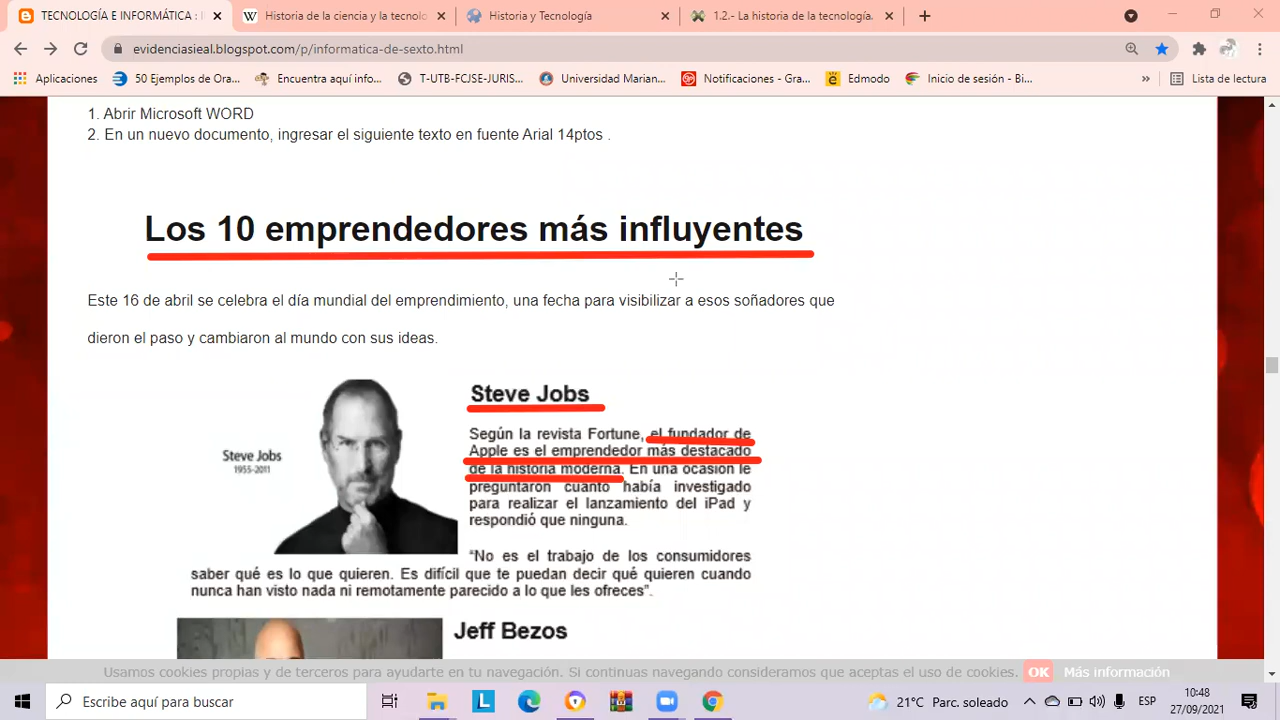 TECNOLOGÍA E INFORMÁTICA : I
Historia de la ciencia y la tecnolo
Historia y Tecnología
1.2.- La historia de la tecnología.
evidenciasieal.blogspot.com/p/informatica-de-sexto.html
Aplicaciones
50 Ejemplos de Ora...
Encuentra aquí info...
T-UTB-FCJSE-JURIS...
Universidad Marian...
Notificaciones - Gra...
Edmodo
Inicio de sesión - Bi...
»
Lista de lectura
1. Abrir Microsoft WORD
2. En un nuevo documento, ingresar el siguiente texto en fuente Arial 14ptos .
Los 10 emprendedores más influyentes
Este 16 de abril se celebra el día mundial del emprendimiento, una fecha para visibilizar a esos soñadores que
dieron el paso y cambiaron al mundo con sus ideas.
Steve Jobs
1955-2011
Steve Jobs
Según la revista Fortune, el fundador de
Apple es el emprendedor más destacado
de la historia moderna. En una ocasión le
preguntaron cuánto había investigado
para realizar el lanzamiento del iPad y
respondió que ninguna.
“No es el trabajo de los consumidores
saber qué es lo que quieren. Es difícil que te puedan decir qué quieren cuando
nunca han visto nada ni remotamente parecido a lo que les ofreces”.
Jeff Bezos
Usamos cookies propias y de terceros para ayudarte en tu navegación. Si continuas navegando consideramos que aceptas el uso de cookies. OK Más información
Escribe aquí para buscar
L
21°C Parc. soleado
ESP
10:48
27/09/2021